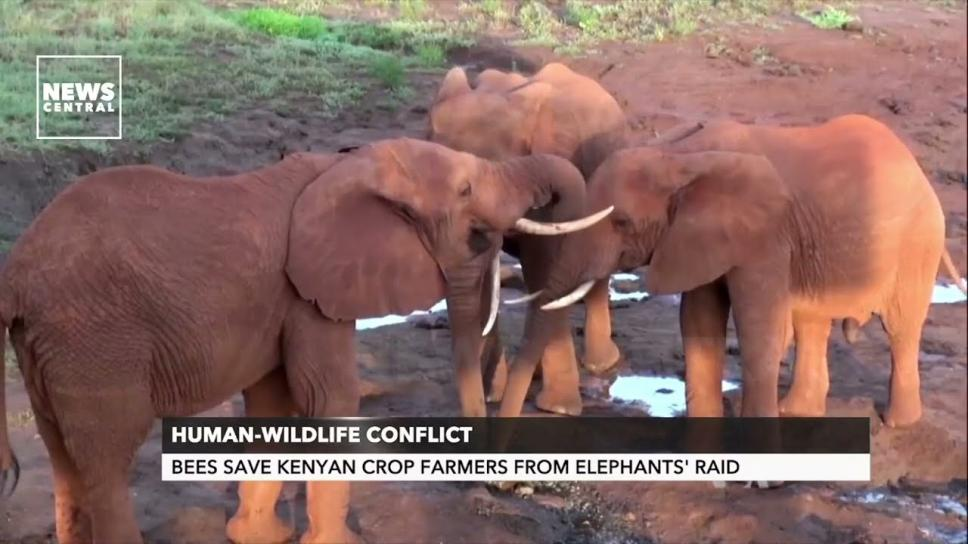 NEWS
CENTRAL
HUMAN-WILDLIFE CONFLICT
BEES SAVE KENYAN CROP FARMERS FROM ELEPHANTS' RAID